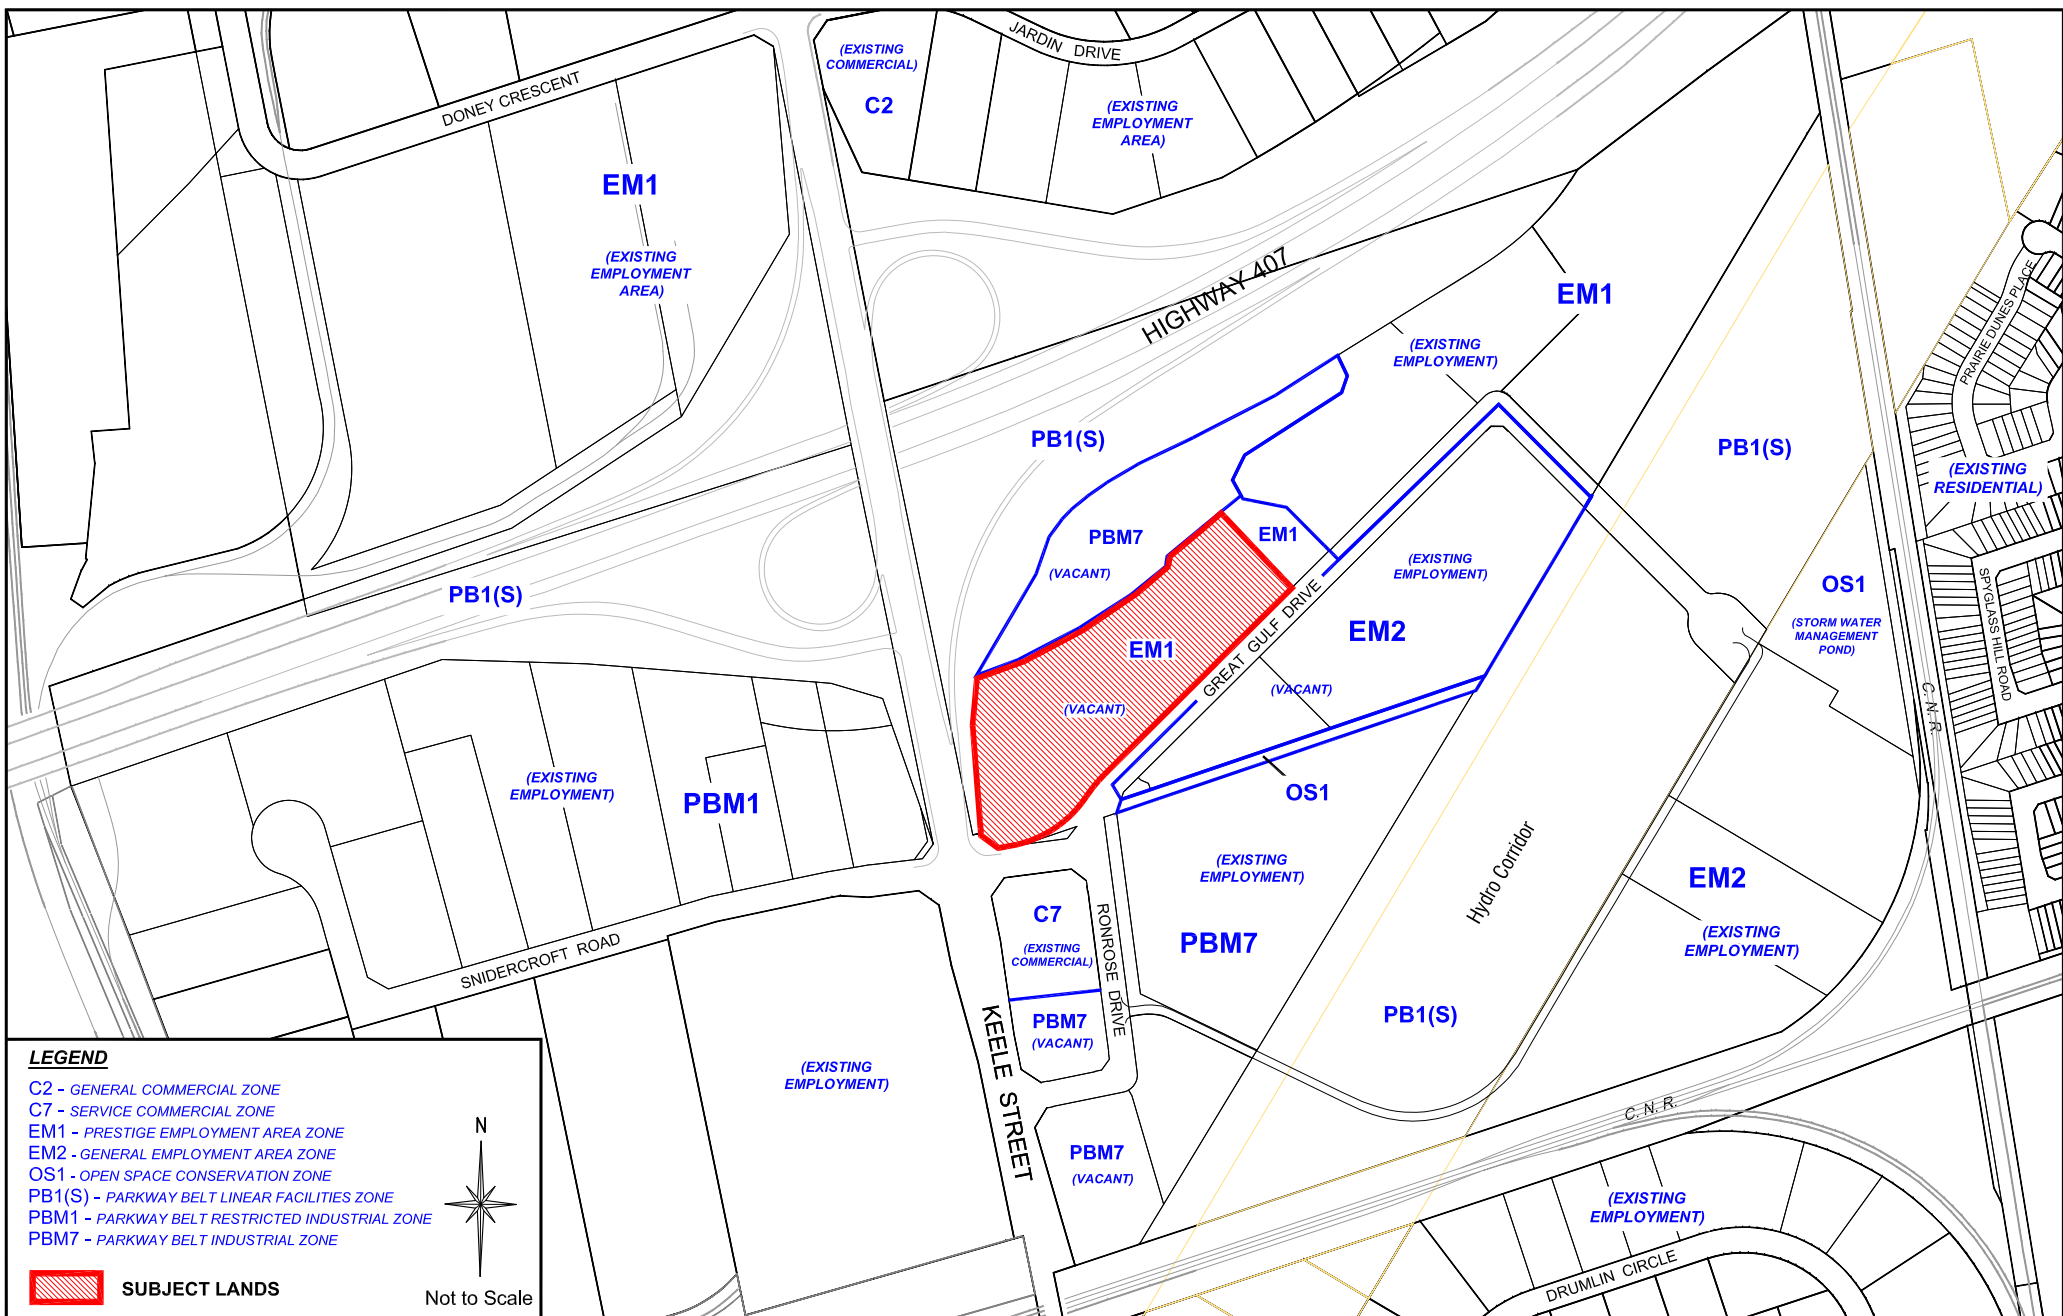 JARDIN DRIVE
(EXISTING
COMMERCIAL)
C2
(EXISTING
EMPLOYMENT
AREA)
DONEY CRESCENT
EM1
(EXISTING
EMPLOYMENT
AREA)
HIGHWAY 407
EM1
(EXISTING
EMPLOYMENT)
PRAIRIE DUNES PLACE
PB1(S)
PB1(S)
(EXISTING
RESIDENTIAL)
PBM7
(VACANT)
EM1
(EXISTING
EMPLOYMENT)
PB1(S)
OS1
(STORM WATER
MANAGEMENT
POND)
SPYGLASS HILL ROAD
EM1
(VACANT)
GREAT GULF DRIVE
EM2
(VACANT)
C. N. R.
(EXISTING
EMPLOYMENT)
PBM1
OS1
(EXISTING
EMPLOYMENT)
PBM7
Hydro Corridor
EM2
(EXISTING
EMPLOYMENT)
C7
(EXISTING
COMMERCIAL)
RONROSE DRIVE
SNIDERCROFT ROAD
PBM7
(VACANT)
PB1(S)
KEELE STREET
(EXISTING
EMPLOYMENT)
C. N. R.
PBM7
(VACANT)
(EXISTING
EMPLOYMENT)
DRUMLIN CIRCLE
LEGEND
C2 - GENERAL COMMERCIAL ZONE
C7 - SERVICE COMMERCIAL ZONE
EM1 - PRESTIGE EMPLOYMENT AREA ZONE
EM2 - GENERAL EMPLOYMENT AREA ZONE
OS1 - OPEN SPACE CONSERVATION ZONE
PB1(S) - PARKWAY BELT LINEAR FACILITIES ZONE
PBM1 - PARKWAY BELT RESTRICTED INDUSTRIAL ZONE
PBM7 - PARKWAY BELT INDUSTRIAL ZONE
SUBJECT LANDS
N
Not to Scale